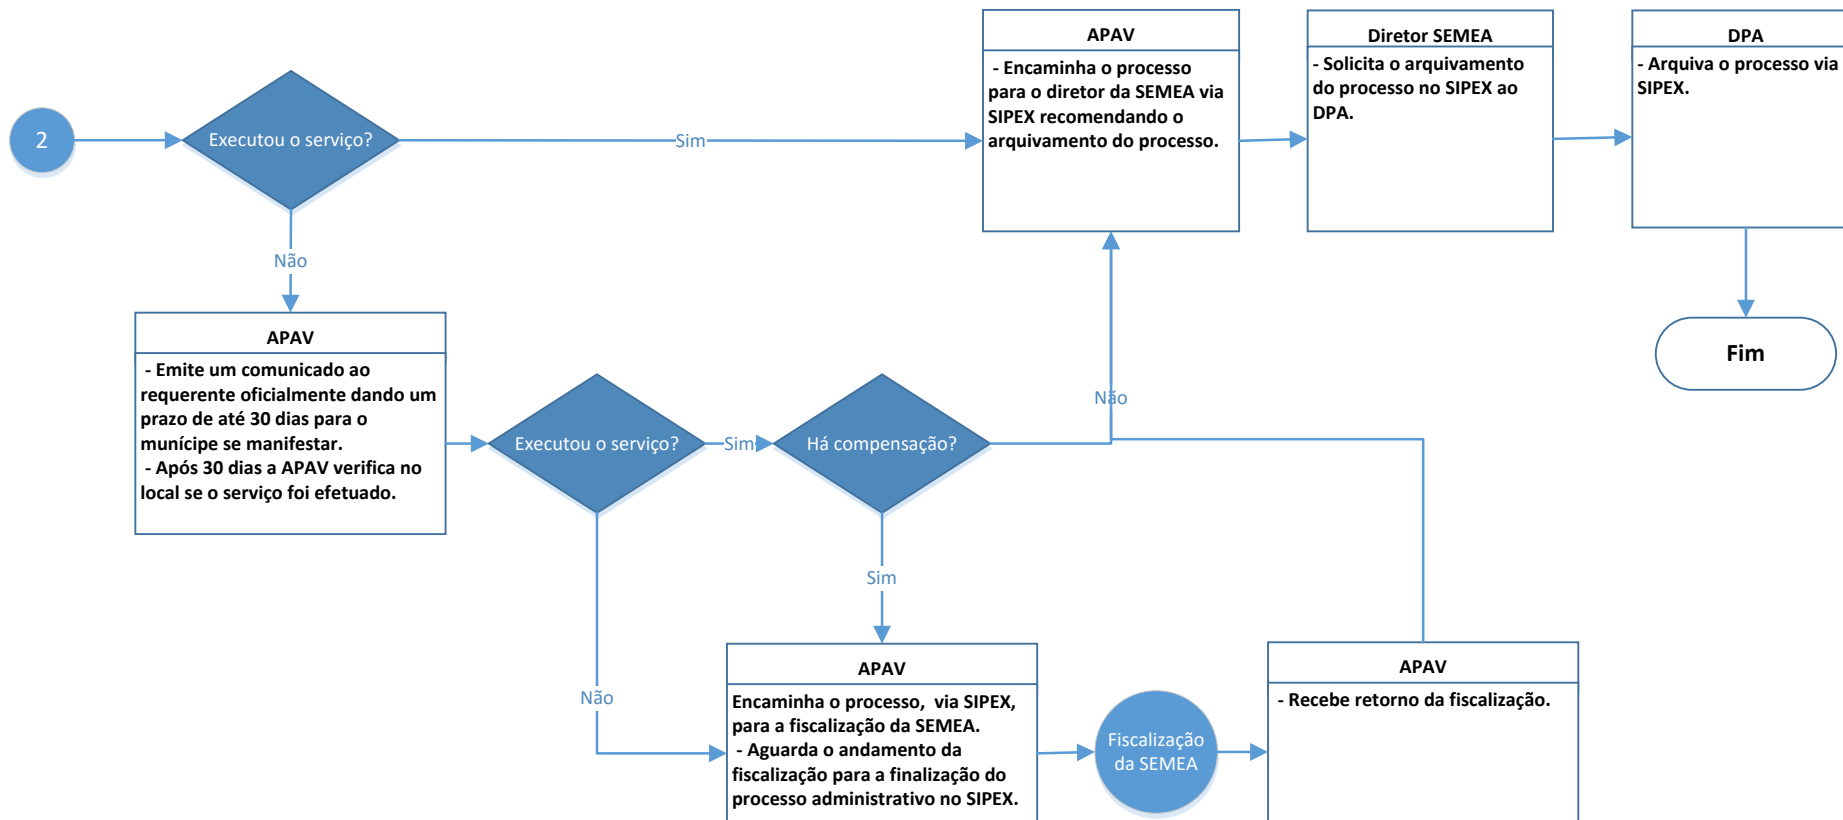 APAV
- Encaminha o processo
para o diretor da SEMEA via
SIPEX recomendando o
arquivamento do processo.
Diretor SEMEA
- Solicita o arquivamento
do processo no SIPEX ao
DPA.
DPA
- Arquiva o processo via
SIPEX.
2
Executou o serviço?
Sim
Não
Fim
APAV
- Emite um comunicado ao
requerente oficialmente dando um
prazo de até 30 dias para o
munícipe se manifestar.
- Após 30 dias a APAV verifica no
local se o serviço foi efetuado.
Executou o serviço?
Sim
Há compensação?
Não
Sim
Não
APAV
Encaminha o processo, via SIPEX,
para a fiscalização da SEMEA.
- Aguarda o andamento da
fiscalização para a finalização do
processo administrativo no SIPEX.
Fiscalização
da SEMEA
APAV
- Recebe retorno da fiscalização.